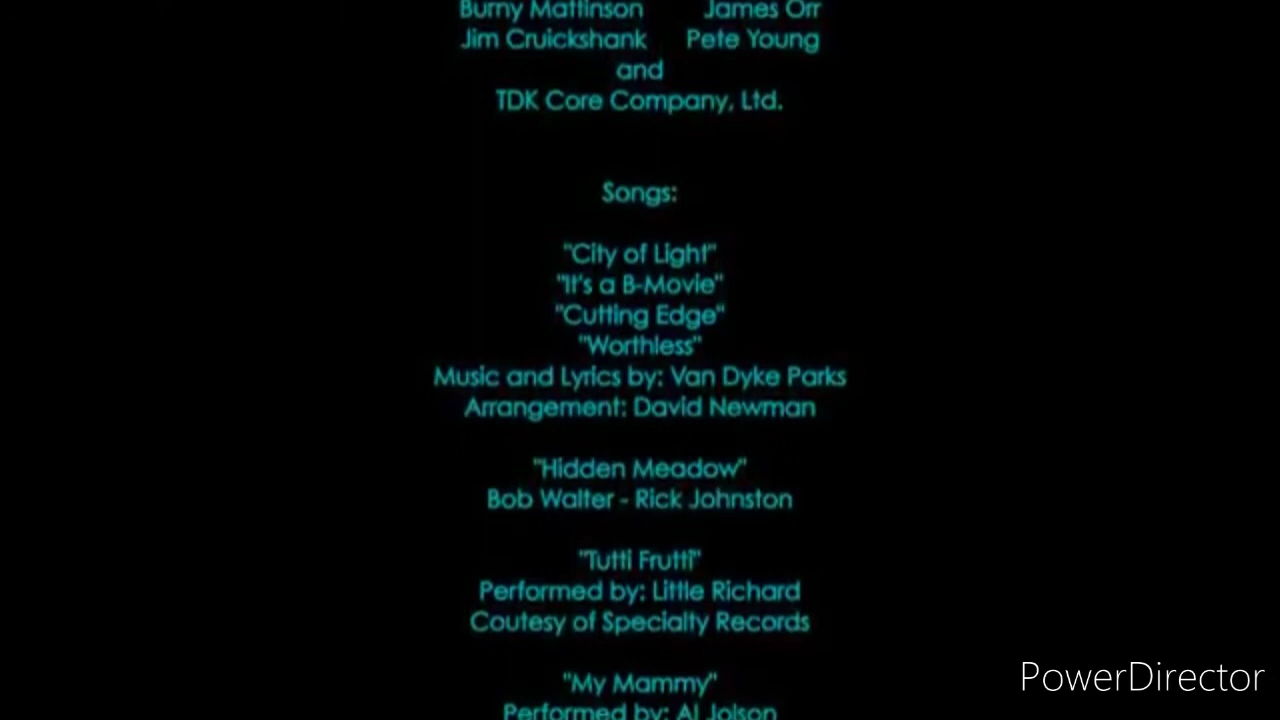 Burny Mattinson James Orr
Jim Cruickshank Pete Young
and
TDK Core Company, Ltd.
Songs:
"City of Light"
"It's a B-Movie"
"Cutting Edge"
"Worthless"
Music and Lyrics by: Van Dyke Parks
Arrangement: David Newman
"Hidden Meadow"
Bob Walter - Rick Johnston
"Tutti Frutti"
Performed by: Little Richard
Coutesy of Specialty Records
"My Mammy"
Performed by: Al Jolson
PowerDirector